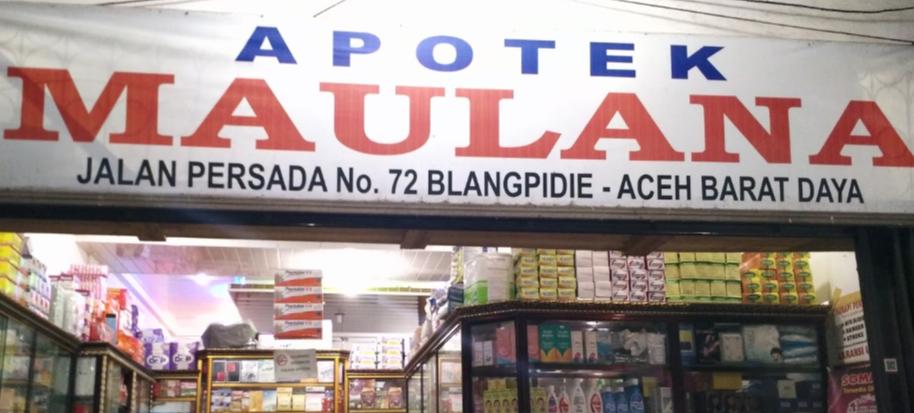 APOTEK
MAULANA
JALAN PERSADA No. 72 BLANGPIDIE - ACEH BARAT DAYA